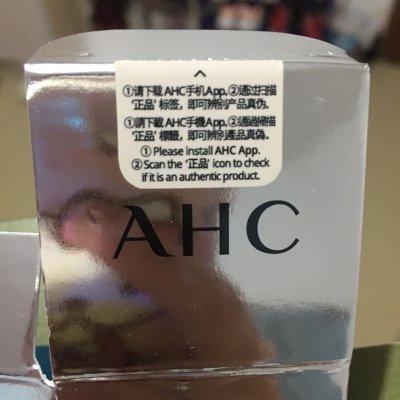 ①请下载 AHC手机App. ②通过扫描
'正品' 标签，即可辨别产品真伪。
①請下載 AHC手機App. ②通過掃描
'正品' 標籤，即可辨別產品真偽。
① Please install AHC App.
② Scan the '正品' icon to check
if it is an authentic product.
AHC